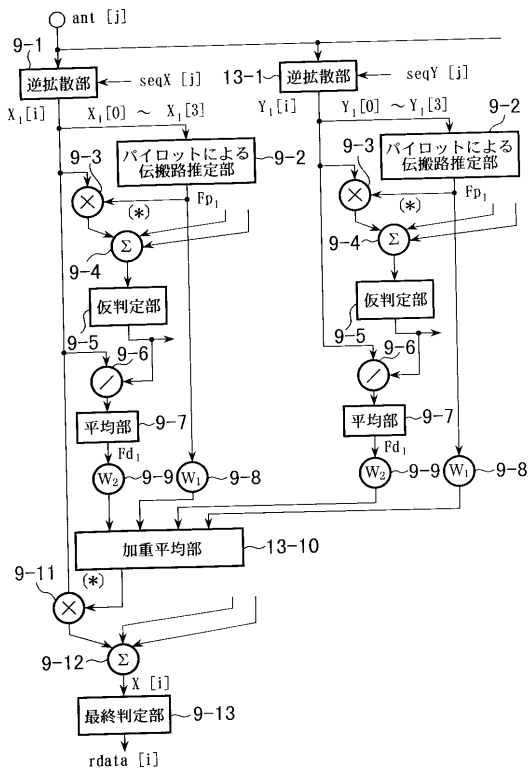 ant [j]
9-1
逆拡散部
seqX [j]
13-1
逆拡散部
seqY [j]
X₁[i]
X₁[0] ～ X₁[3]
Y₁[i]
Y₁[0] ～ Y₁[3]
9-2
9-3
パイロットによる
伝搬路推定部
9-2
9-3
パイロットによる
伝搬路推定部
×
(*)
Fp₁
×
(*)
Fp₁
Σ
9-4
Σ
9-4
仮判定部
9-5
仮判定部
9-5
9-6
／
9-6
／
平均部
9-7
平均部
9-7
Fd₁
Fd₁
W₂
9-9
W₁
9-8
W₂
9-9
W₁
9-8
加重平均部
13-10
(*)
9-11
×
Σ
9-12
X [i]
最終判定部
9-13
rdata [i]